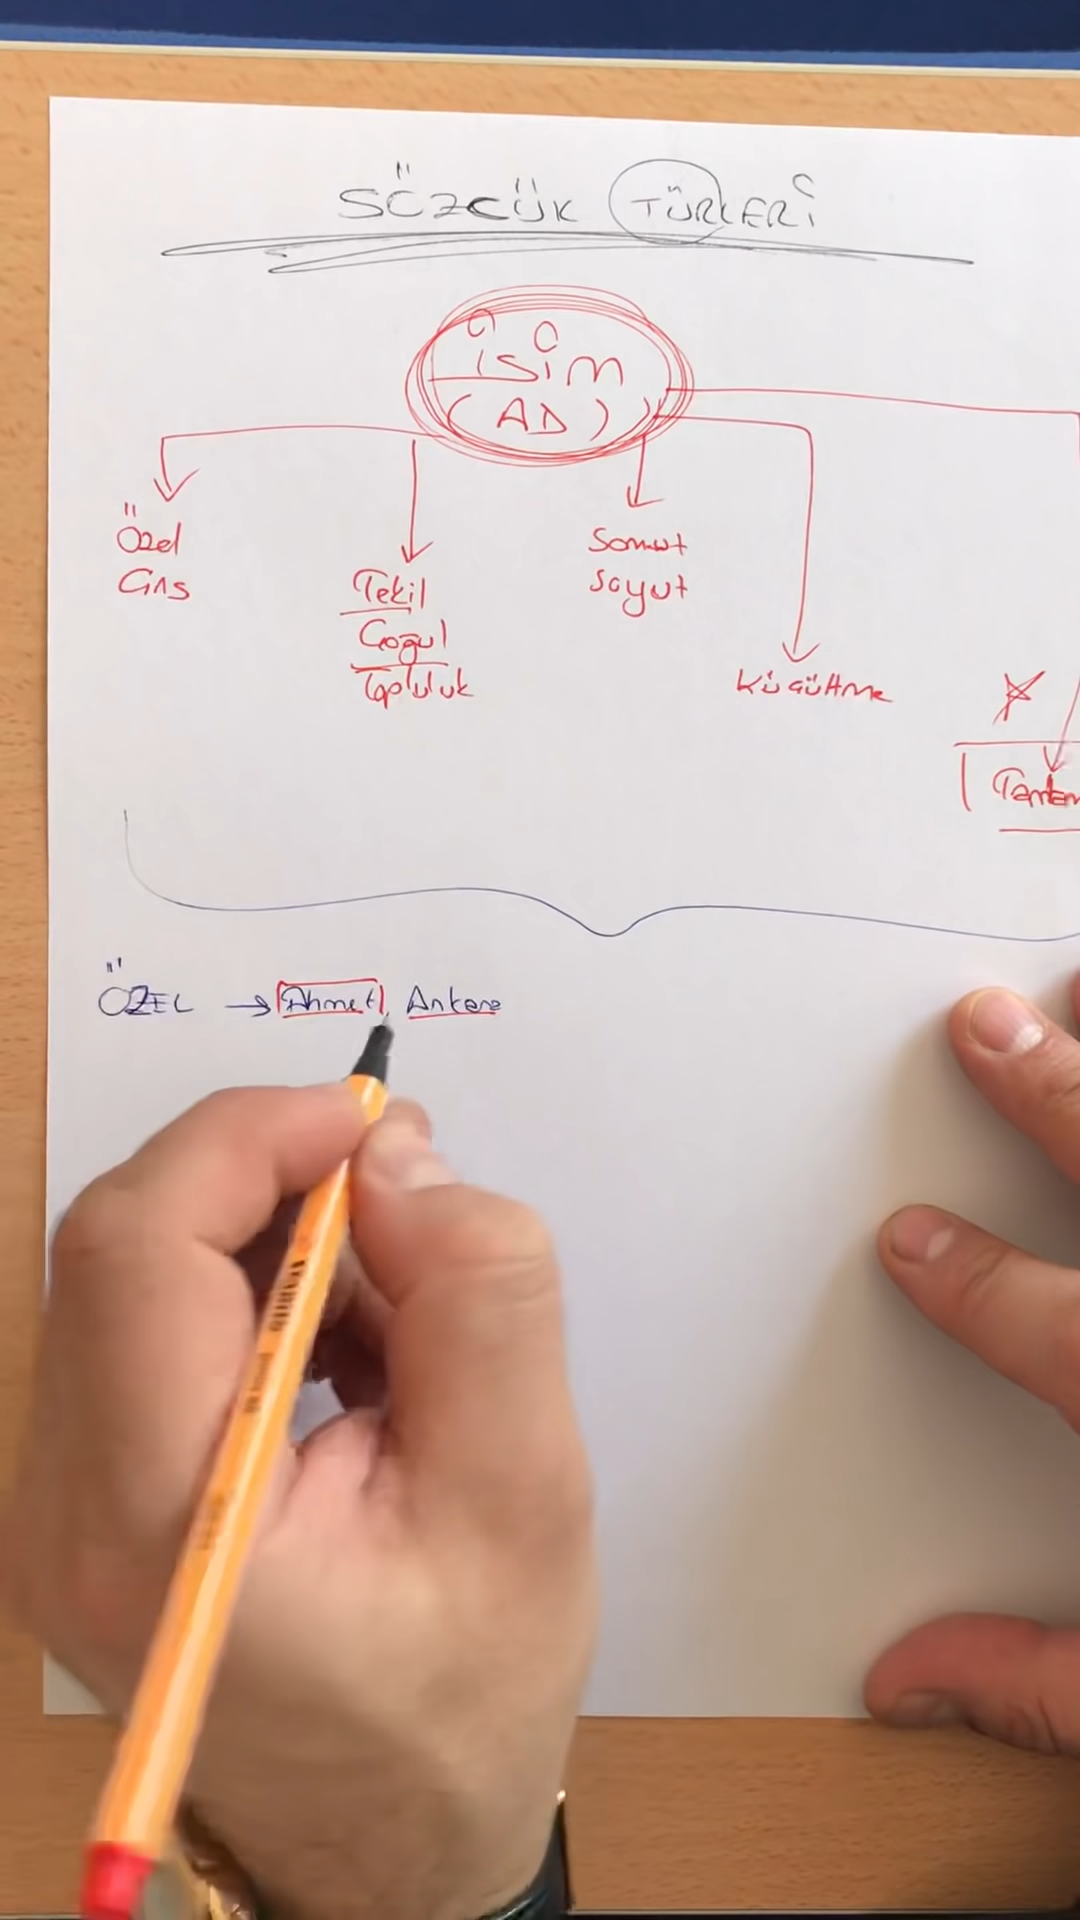 SÖZCÜK TÜRLERİ
İSİM
(AD)
Özel
Cins
Tekil
Çoğul
Topluluk
Somut
Soyut
Küçültme
ÖZEL → Ahmet, Ankara